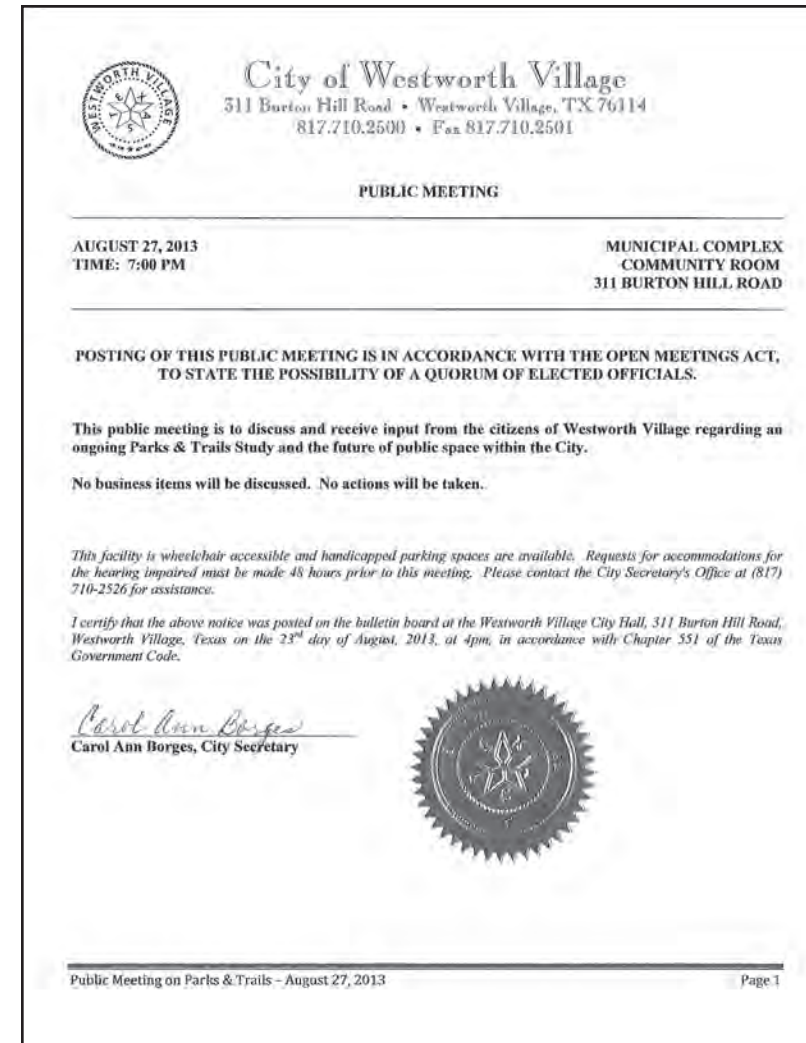 WESTWORTH VILLAGE
TEXAS
City of Westworth Village
311 Burton Hill Road • Westworth Village, TX 76114
817.710.2500 • Fax 817.710.2501
PUBLIC MEETING
AUGUST 27, 2013
TIME: 7:00 PM
MUNICIPAL COMPLEX
COMMUNITY ROOM
311 BURTON HILL ROAD
POSTING OF THIS PUBLIC MEETING IS IN ACCORDANCE WITH THE OPEN MEETINGS ACT,
TO STATE THE POSSIBILITY OF A QUORUM OF ELECTED OFFICIALS.
This public meeting is to discuss and receive input from the citizens of Westworth Village regarding an
ongoing Parks & Trails Study and the future of public space within the City.
No business items will be discussed. No actions will be taken.
This facility is wheelchair accessible and handicapped parking spaces are available. Requests for accommodations for
the hearing impaired must be made 48 hours prior to this meeting. Please contact the City Secretary's Office at (817)
710-2526 for assistance.
I certify that the above notice was posted on the bulletin board at the Westworth Village City Hall, 311 Burton Hill Road,
Westworth Village, Texas on the 23rd day of August, 2013, at 4pm, in accordance with Chapter 551 of the Texas
Government Code.
Carol Ann Borges
Carol Ann Borges, City Secretary
Public Meeting on Parks & Trails – August 27, 2013
Page 1